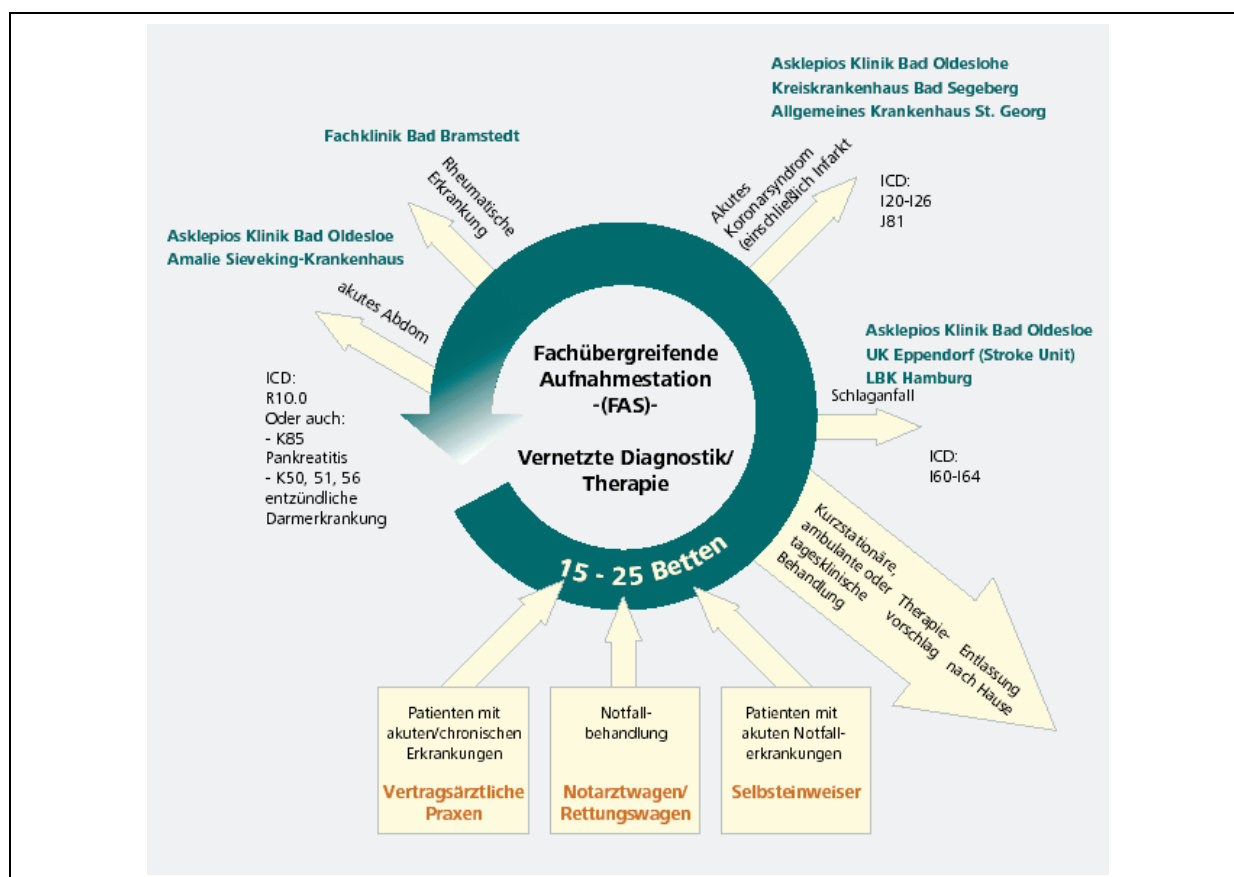 Asklepios Klinik Bad Oldeslohe
Kreiskrankenhaus Bad Segeberg
Allgemeines Krankenhaus St. Georg
Akutes
Koronarsyndrom
(einschließlich Infarkt
ICD:
I20-I26
J81
Fachklinik Bad Bramstedt
Rheumatische
Erkrankung
Asklepios Klinik Bad Oldesloe
Amalie Sieveking-Krankenhaus
akutes Abdom
ICD:
R10.0
Oder auch:
- K85
Pankreatitis
- K50, 51, 56
entzündliche
Darmerkrankung
Fachübergreifende
Aufnahmestation
-(FAS)-
Vernetzte Diagnostik/
Therapie
Asklepios Klinik Bad Oldesloe
UK Eppendorf (Stroke Unit)
LBK Hamburg
Schlaganfall
ICD:
I60-I64
15 - 25 Betten
Kurzstationäre,
ambulante oder Therapie- Entlassung
tagesklinische vorschlag nach Hause
Behandlung
Patienten mit
akuten/chronischen
Erkrankungen
Vertragsärztliche
Praxen
Notfall-
behandlung
Notarztwagen/
Rettungswagen
Patienten mit
akuten Notfall-
erkrankungen
Selbsteinweiser